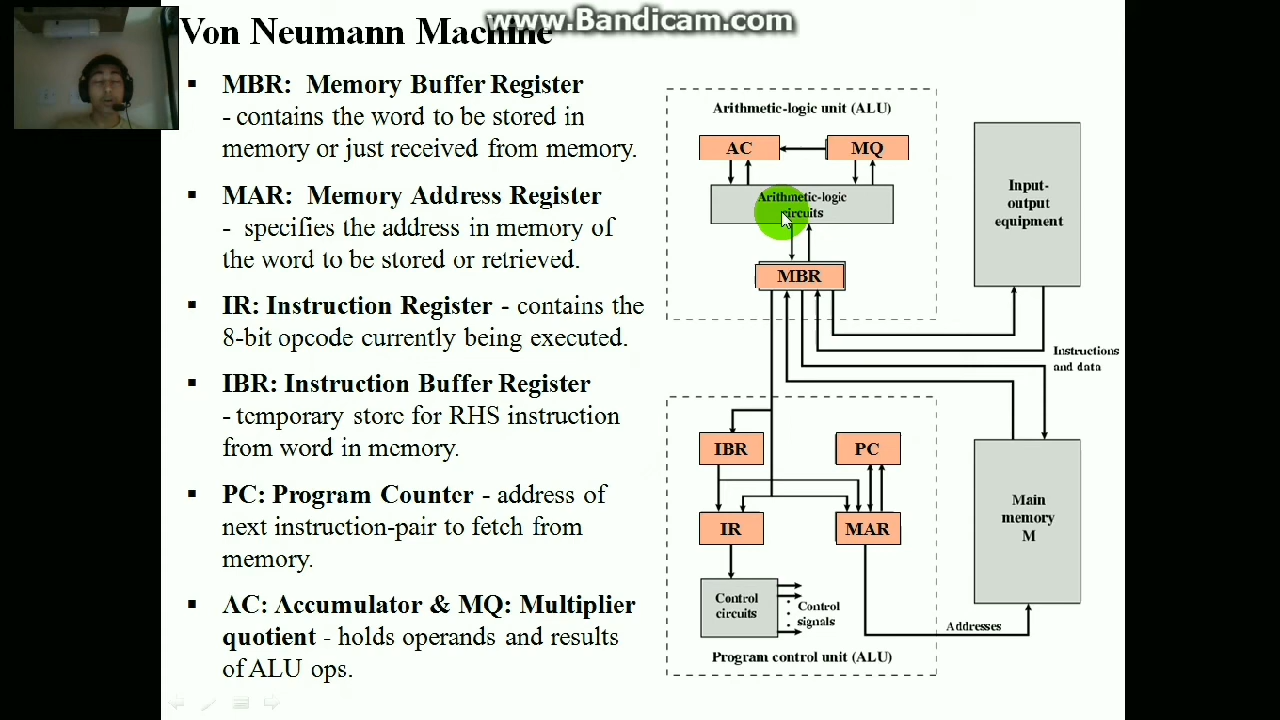 www.Bandicam.com
Von Neumann Machine
▪ MBR: Memory Buffer Register
- contains the word to be stored in
memory or just received from memory.
▪ MAR: Memory Address Register
- specifies the address in memory of
the word to be stored or retrieved.
▪ IR: Instruction Register - contains the
8-bit opcode currently being executed.
▪ IBR: Instruction Buffer Register
- temporary store for RHS instruction
from word in memory.
▪ PC: Program Counter - address of
next instruction-pair to fetch from
memory.
▪ AC: Accumulator & MQ: Multiplier
quotient - holds operands and results
of ALU ops.
Arithmetic-logic unit (ALU)
AC
MQ
Arithmetic-logic
circuits
MBR
Input-
output
equipment
Instructions
and data
IBR
PC
IR
MAR
Main
memory
M
Control
circuits
Control
signals
Addresses
Program control unit (ALU)